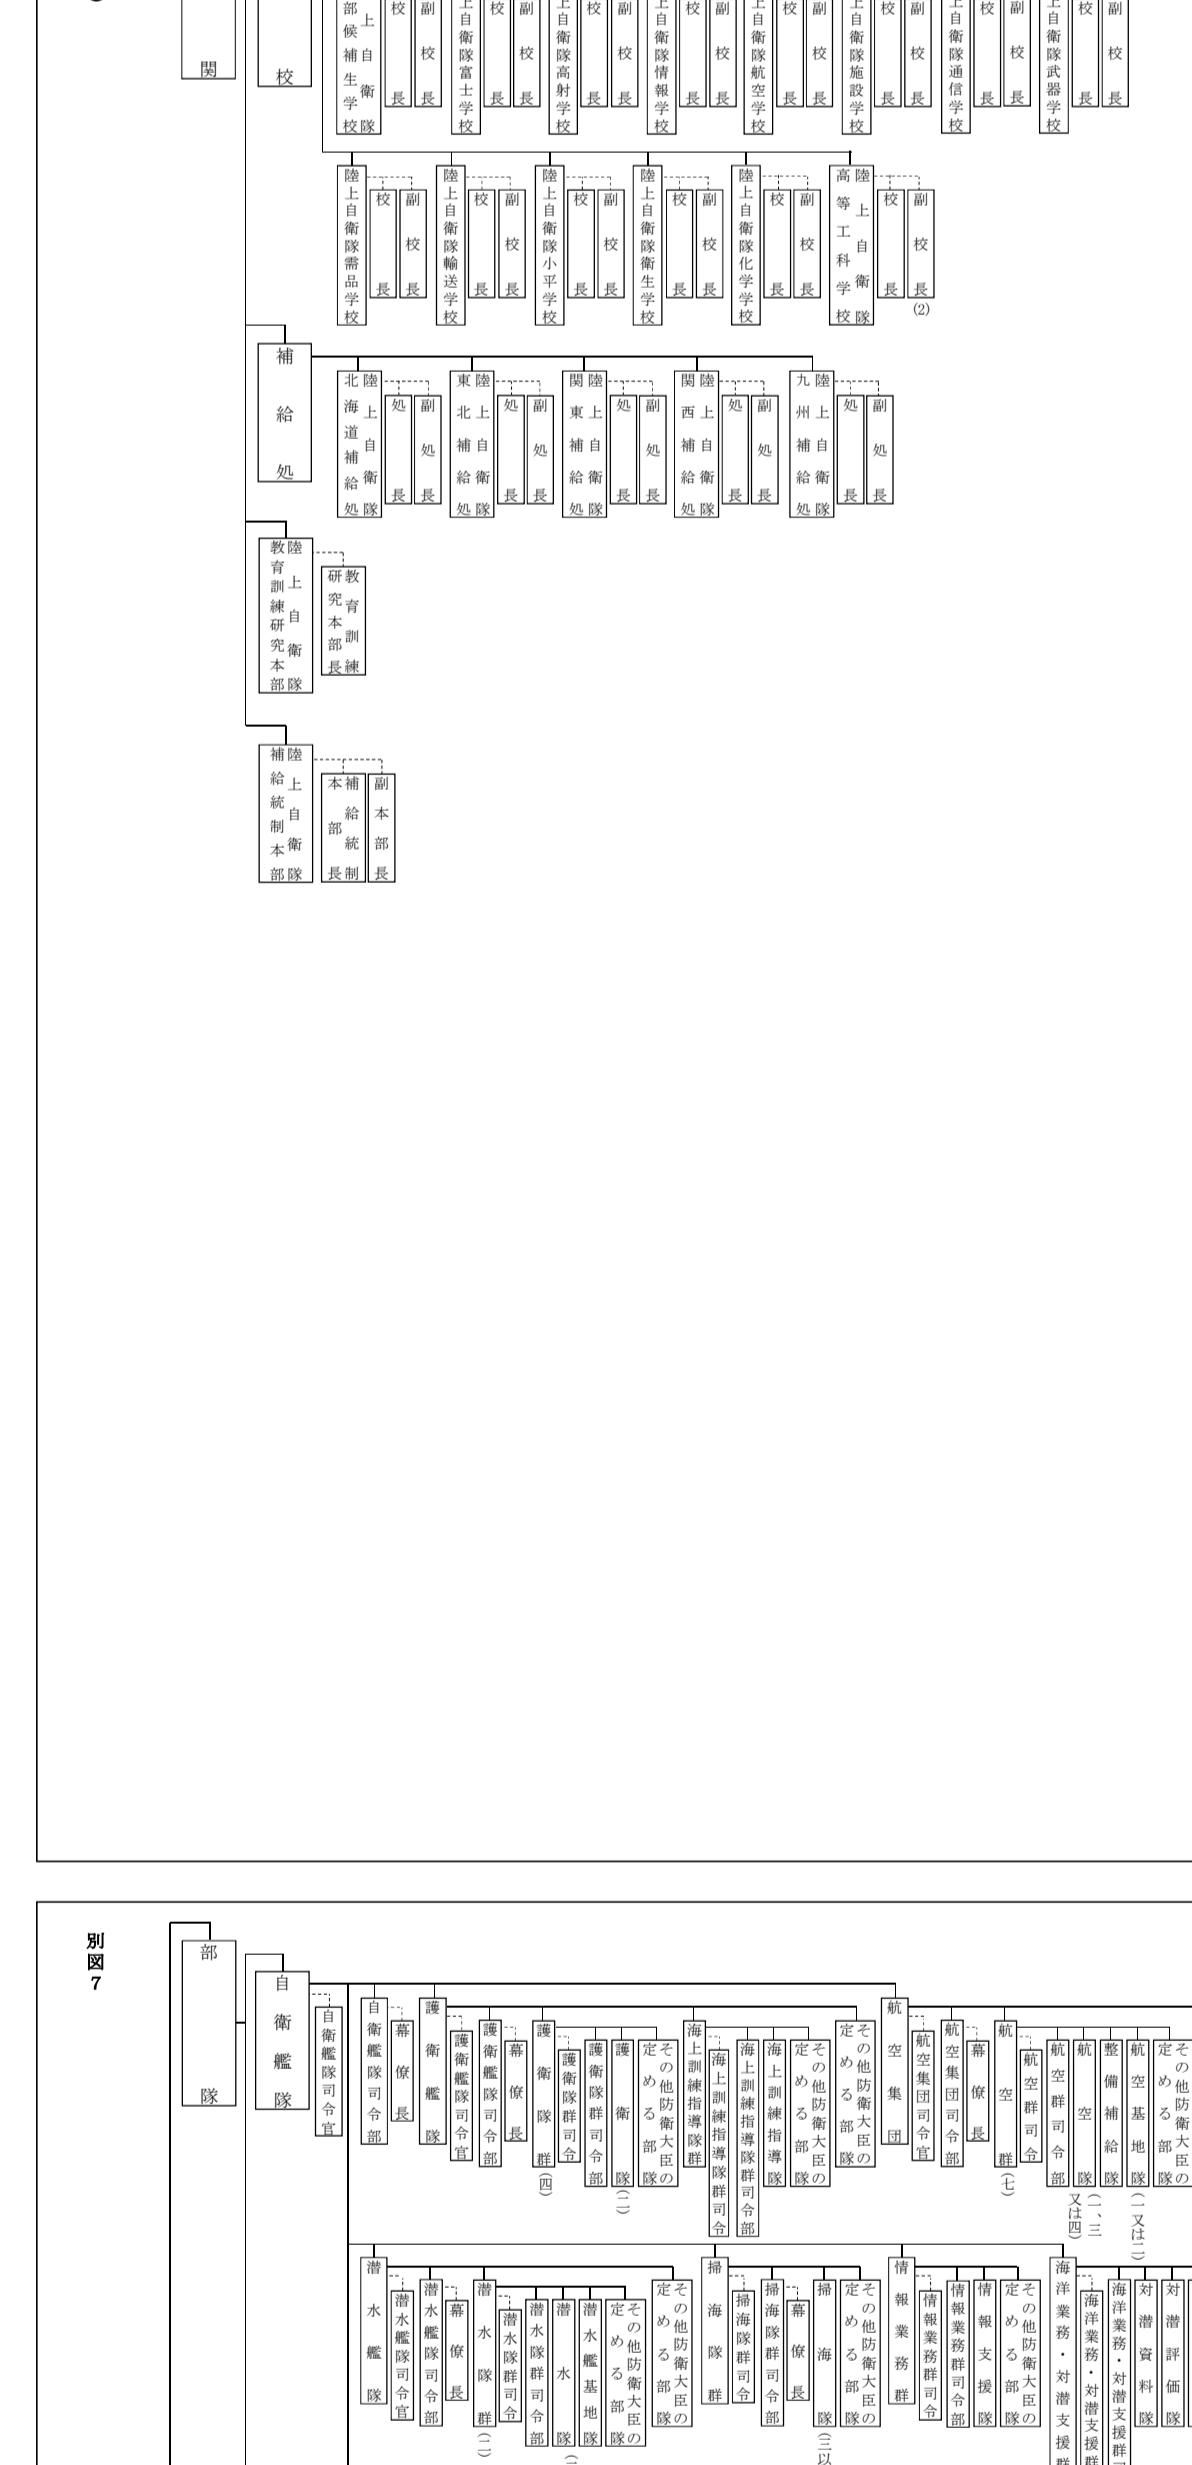 関
校
部候補生学校
上自衛隊
校長
副校長
上自衛隊富士学校
校長
副校長
上自衛隊高射学校
校長
副校長
上自衛隊情報学校
校長
副校長
上自衛隊航空学校
校長
副校長
上自衛隊施設学校
校長
副校長
上自衛隊通信学校
校長
副校長
上自衛隊武器学校
校長
副校長
陸上自衛隊需品学校
校長
副校長
陸上自衛隊輸送学校
校長
副校長
陸上自衛隊小平学校
校長
副校長
陸上自衛隊衛生学校
校長
副校長
陸上自衛隊化学学校
校長
副校長
陸上自衛隊
高等工科学校
校長
副校長
(2)
補給処
陸上自衛隊
北海道補給処
処長
副処長
陸上自衛隊
東北補給処
処長
副処長
陸上自衛隊
関東補給処
処長
副処長
陸上自衛隊
関西補給処
処長
副処長
陸上自衛隊
九州補給処
処長
副処長
陸上自衛隊
教育訓練研究本部
教育訓練
研究本部長
陸上自衛隊
補給統制本部
補給統制
本部長
副本部長
別図7
部隊
自衛艦隊
自衛艦隊司令官
自衛艦隊司令部
幕僚長
護衛艦隊
護衛艦隊司令官
護衛艦隊司令部
幕僚長
護衛隊群
(四)
護衛隊群司令
護衛隊群司令部
護衛隊
(二)
その他防衛大臣の
定める部隊
海上訓練指導隊群
海上訓練指導隊群司令
海上訓練指導隊群司令部
海上訓練指導隊
その他防衛大臣の
定める部隊
その他防衛大臣の
定める部隊
航空集団
航空集団司令官
航空集団司令部
幕僚長
航空群
(七)
航空群司令
航空群司令部
航空隊
(一、三
又は四)
整備補給隊
航空基地隊
(一又は二)
その他防衛大臣の
定める部隊
潜水艦隊
潜水艦隊司令官
潜水艦隊司令部
幕僚長
潜水隊群
(二)
潜水隊群司令
潜水隊群司令部
潜水隊
潜水艦基地隊
その他防衛大臣の
定める部隊
その他防衛大臣の
定める部隊
掃海隊群
掃海隊群司令
掃海隊群司令部
幕僚長
掃海隊
(三以
その他防衛大臣の
定める部隊
情報業務群
情報業務群司令
情報業務群司令部
情報支援隊
その他防衛大臣の
定める部隊
海洋業務・対潜支援群
海洋業務・対潜支援群
海洋業務・対潜支援群司
対潜資料隊
対潜評価隊